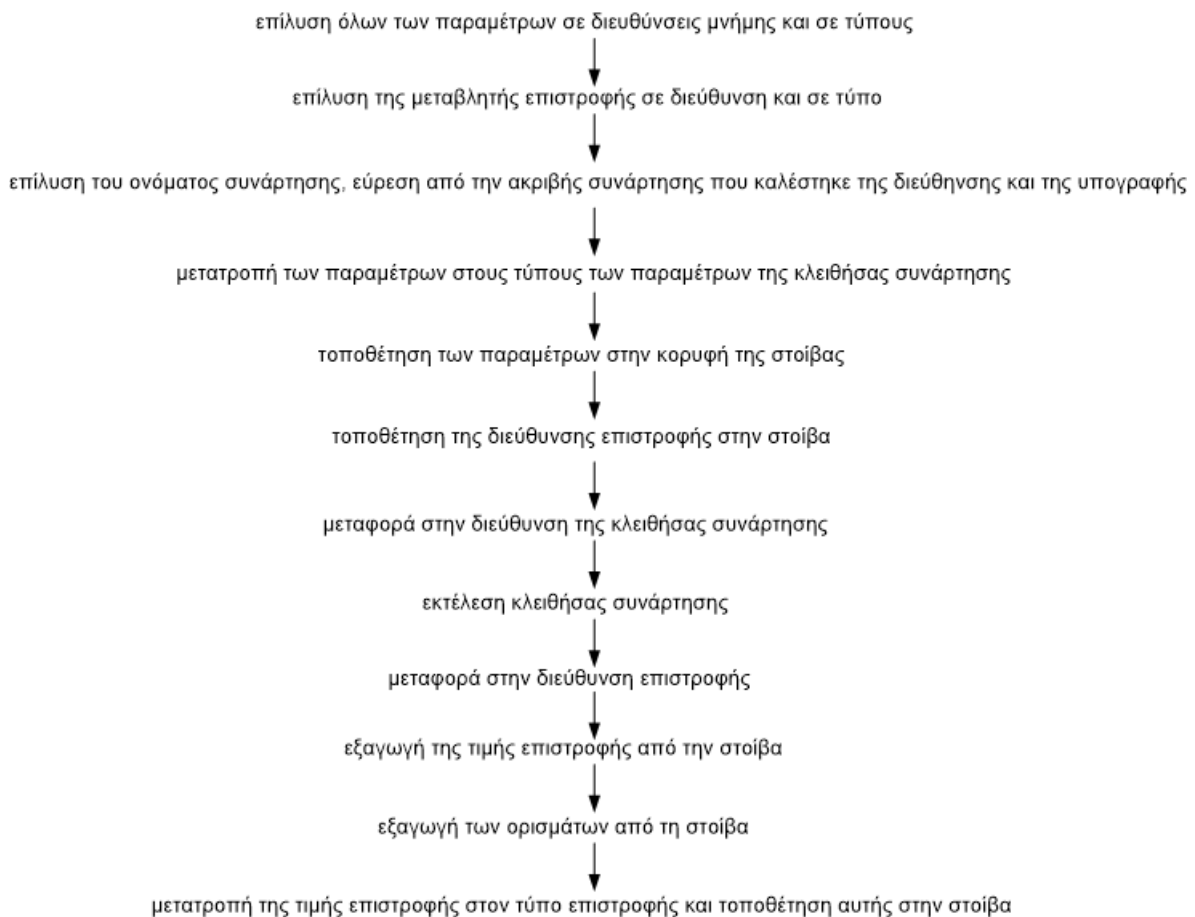 επίλυση όλων των παραμέτρων σε διευθύνσεις μνήμης και σε τύπους
επίλυση της μεταβλητής επιστροφής σε διεύθυνση και σε τύπο
επίλυση του ονόματος συνάρτησης, εύρεση από την ακριβής συνάρτησης που καλέστηκε της διεύθηνσης και της υπογραφής
μετατροπή των παραμέτρων στους τύπους των παραμέτρων της κλειθήσας συνάρτησης
τοποθέτηση των παραμέτρων στην κορυφή της στοίβας
τοποθέτηση της διεύθυνσης επιστροφής στην στοίβα
μεταφορά στην διεύθυνση της κλειθήσας συνάρτησης
εκτέλεση κλειθήσας συνάρτησης
μεταφορά στην διεύθυνση επιστροφής
εξαγωγή της τιμής επιστροφής από την στοίβα
εξαγωγή των ορισμάτων από τη στοίβα
μετατροπή της τιμής επιστροφής στον τύπο επιστροφής και τοποθέτηση αυτής στην στοίβα